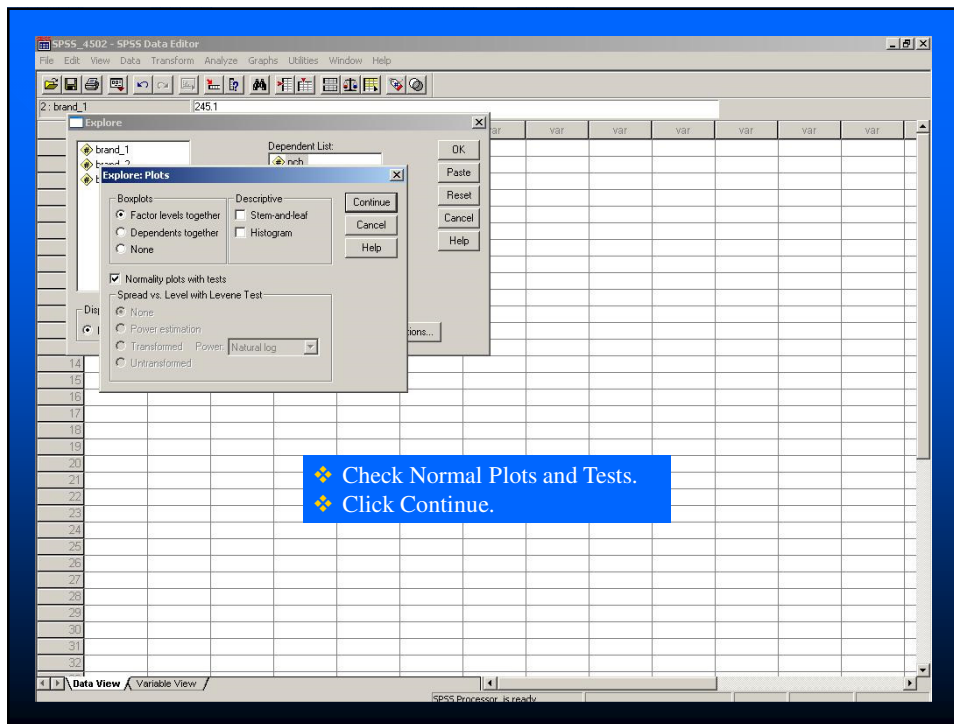 SPSS_4502 - SPSS Data Editor
File Edit View Data Transform Analyze Graphs Utilities Window Help
2 : brand_1 245.1
var var var var var var var
Explore
brand_1
brand_2
Dependent List:
pch
OK
Paste
Reset
Cancel
Help
Explore: Plots
Boxplots
Factor levels together
Dependents together
None
Descriptive
Stem-and-leaf
Histogram
Continue
Cancel
Help
Normality plots with tests
Spread vs. Level with Levene Test
None
Power estimation
Transformed Power: Natural log
Untransformed
ions...
14
15
16
17
18
19
20
21
22
23
24
25
26
27
28
29
30
31
32
❖ Check Normal Plots and Tests.
❖ Click Continue.
Data View Variable View
SPSS Processor is ready